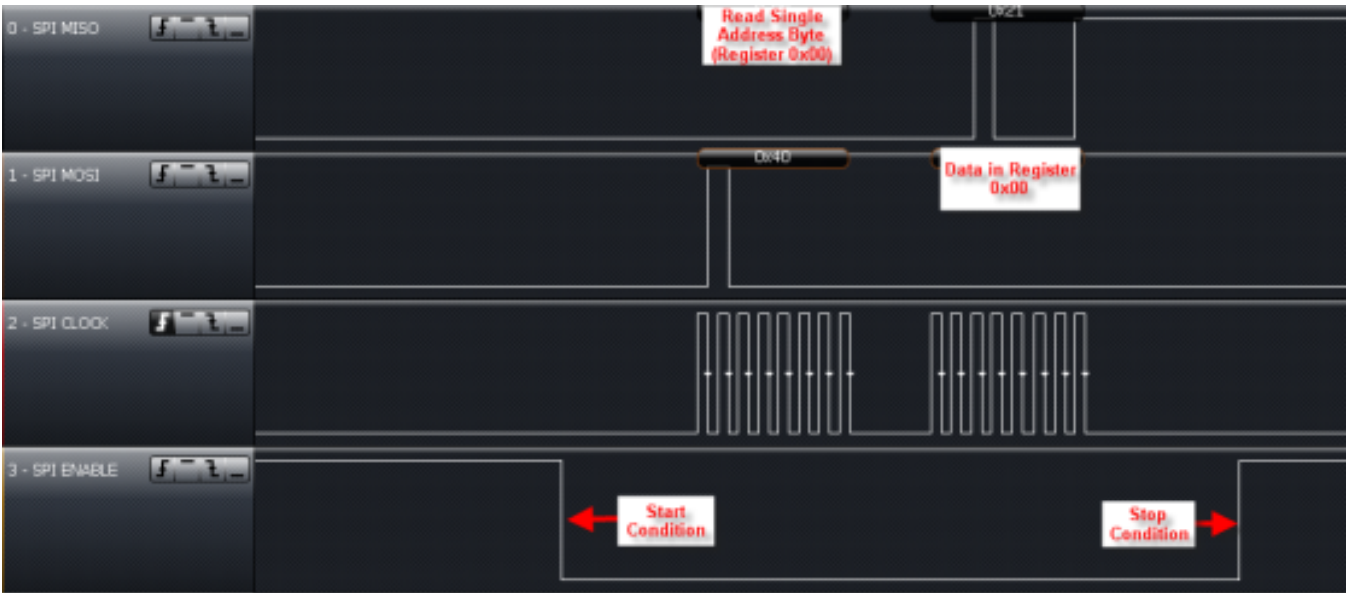 0 - SPI MISO
Read Single
Address Byte
(Register 0x00)
0x21
1 - SPI MOSI
0x40
Data in Register
0x00
2 - SPI CLOCK
3 - SPI ENABLE
Start
Condition
Stop
Condition